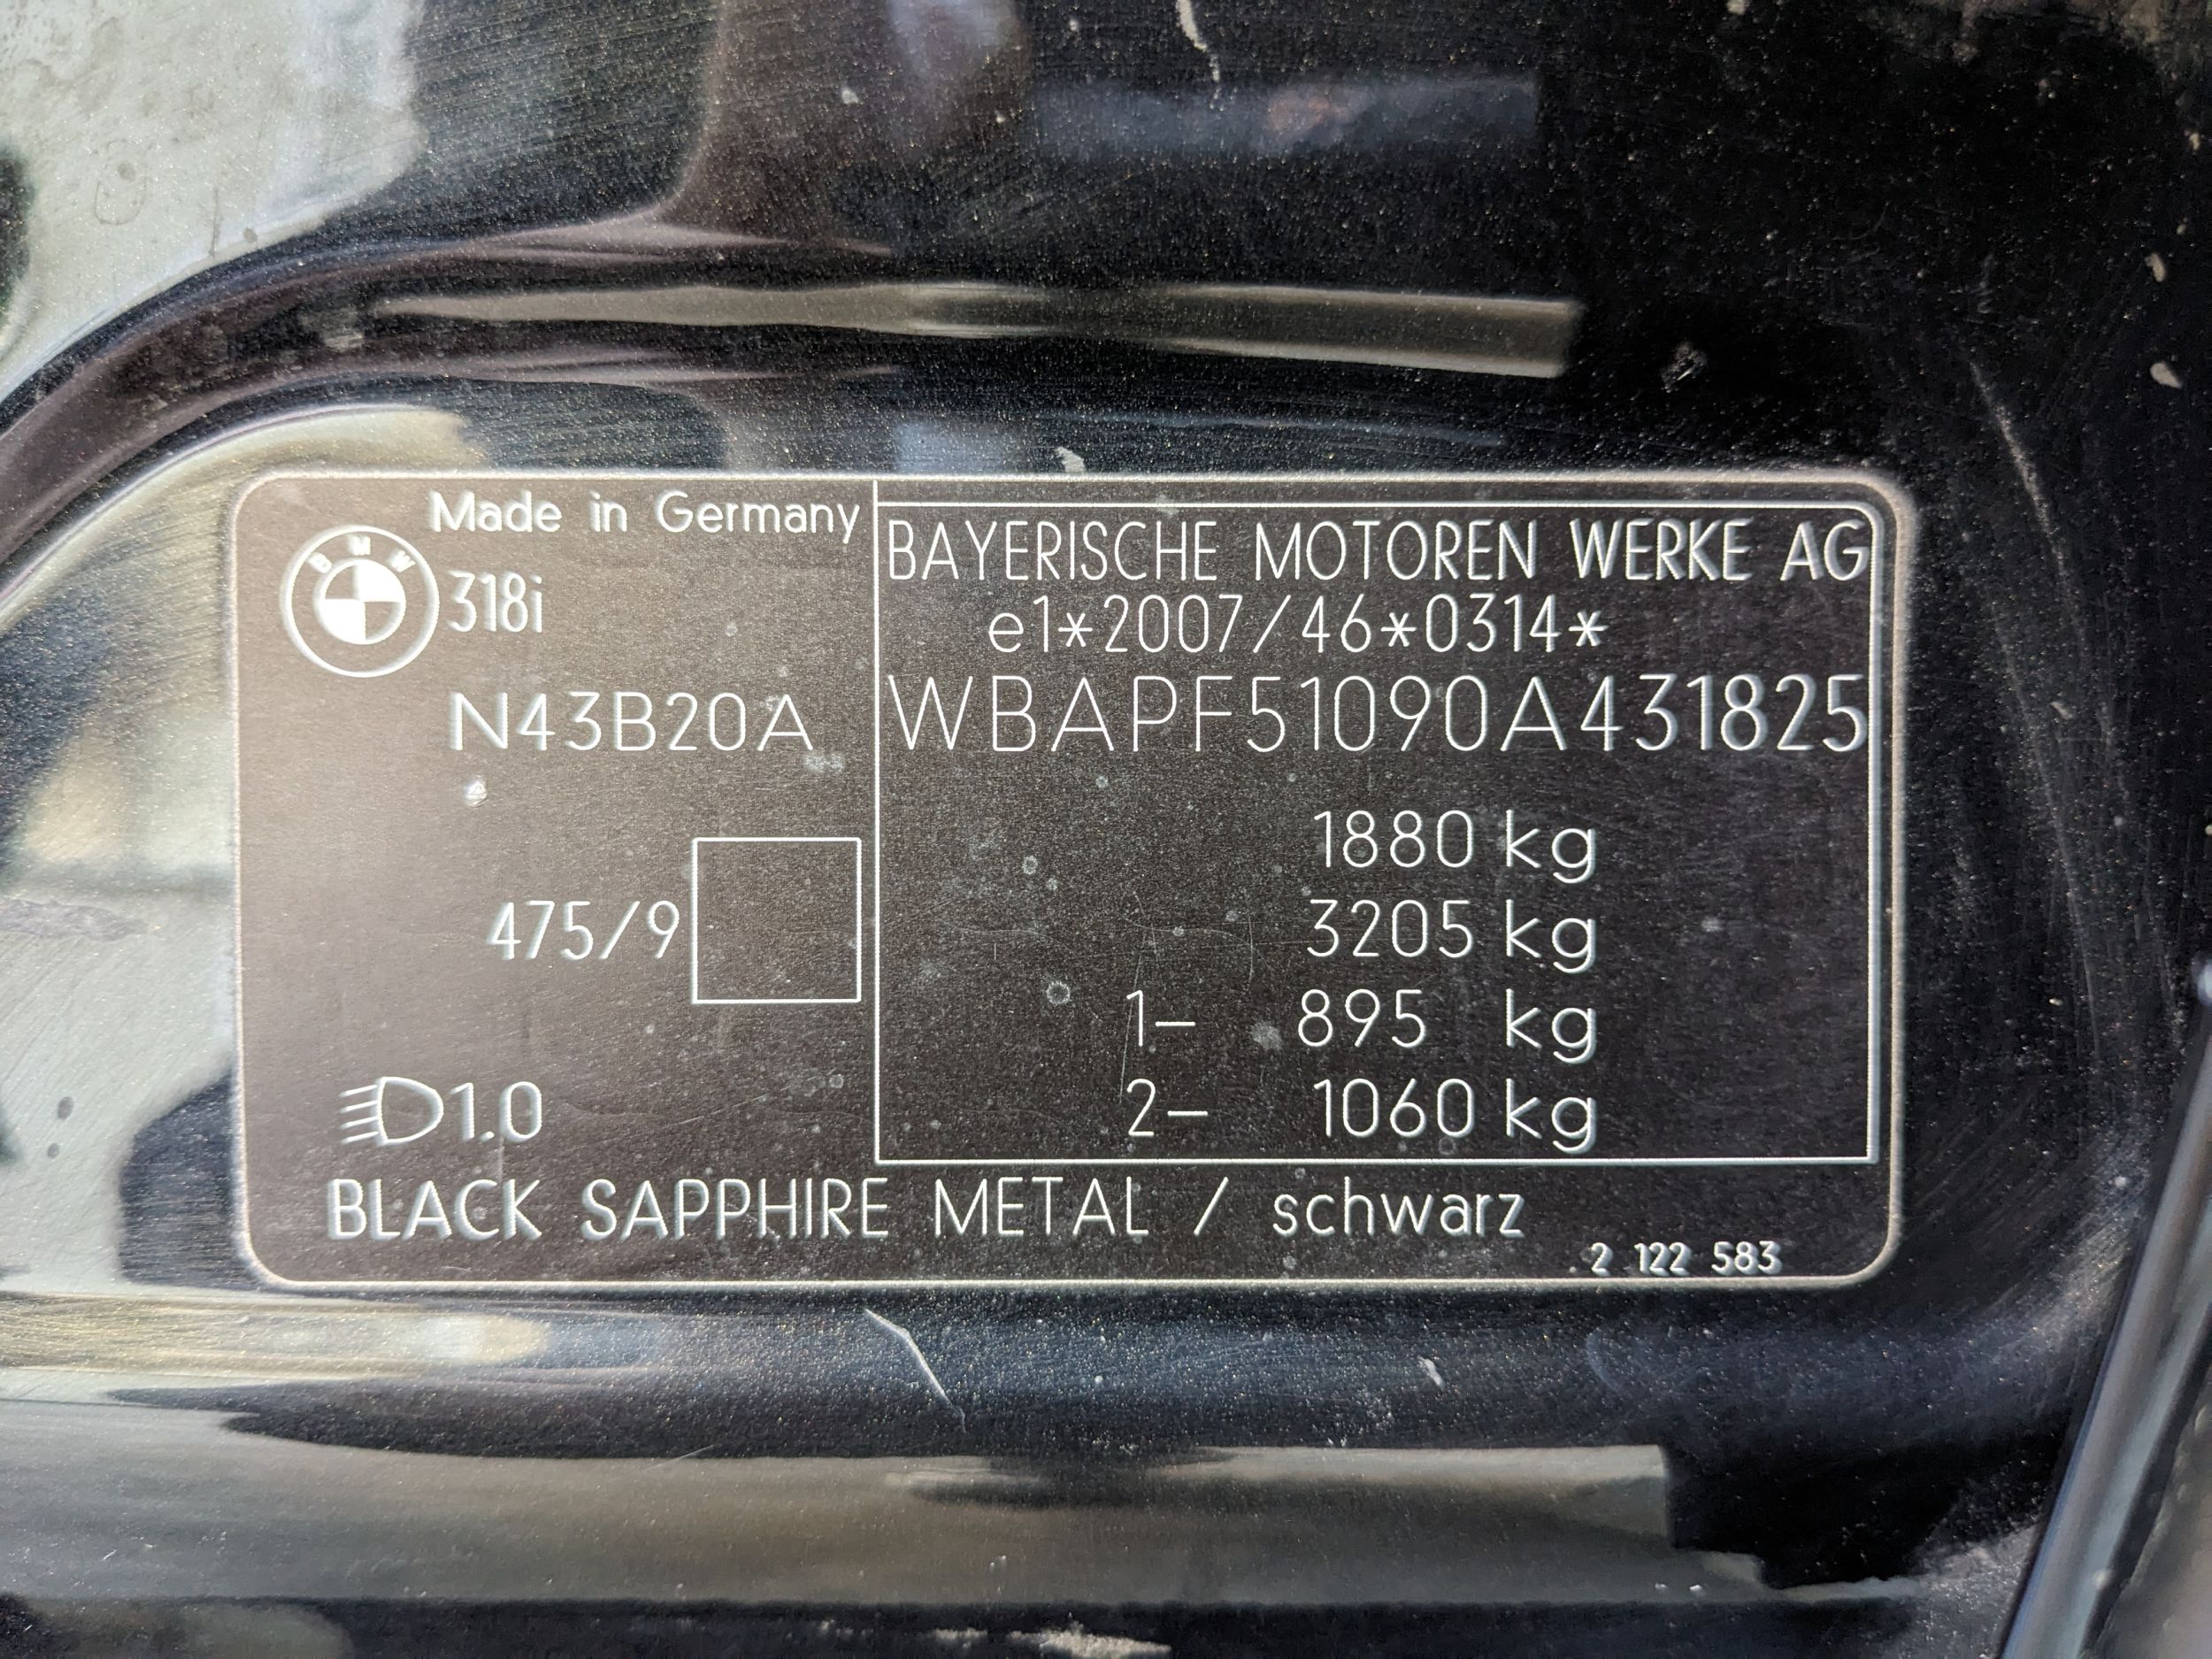 Made in Germany
BMW
318i
N43B20A
475/9
1.0
BAYERISCHE MOTOREN WERKE AG
e1*2007/46*0314*
WBAPF51090A431825
1880 kg
3205 kg
1- 895 kg
2- 1060 kg
BLACK SAPPHIRE METAL / schwarz
2 122 583